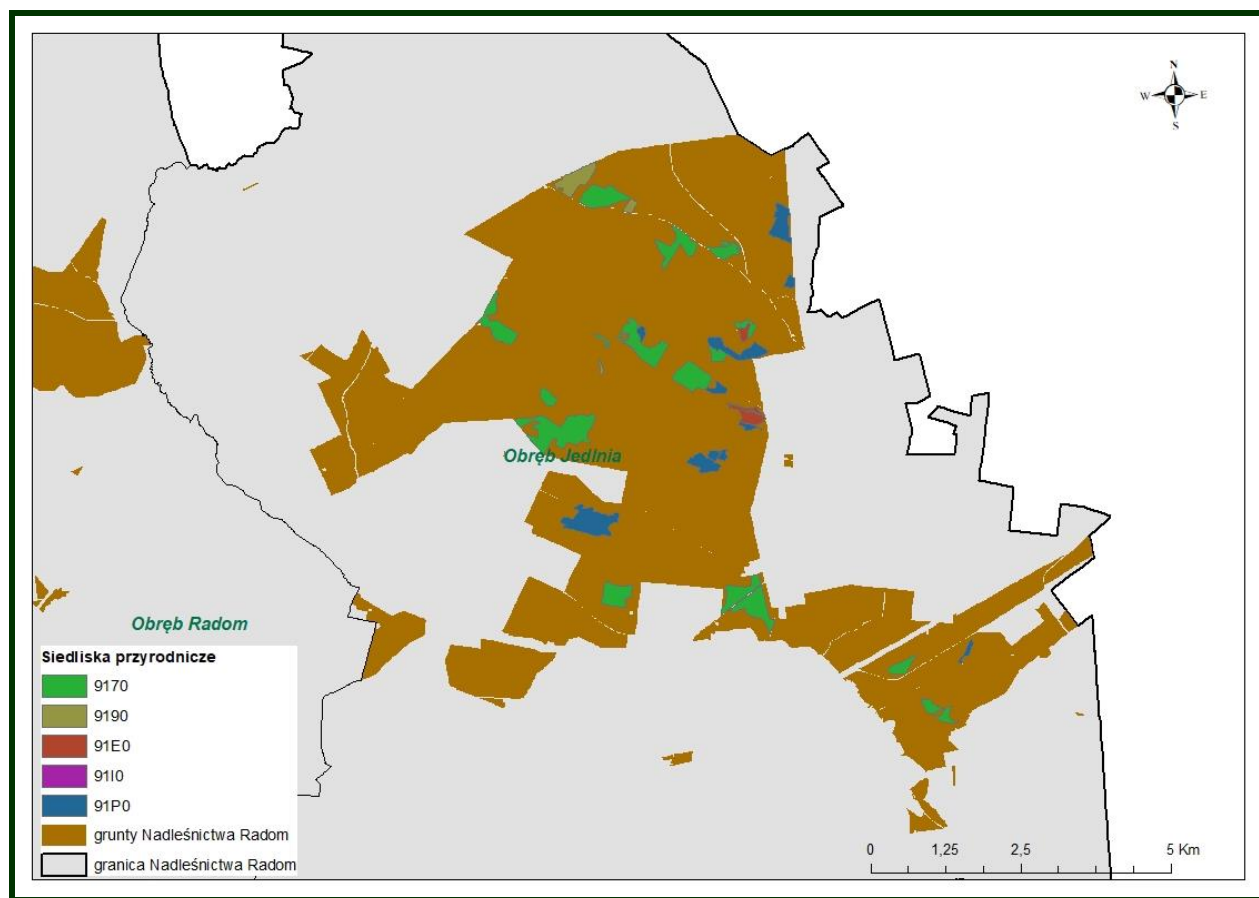 N
W E
S
Obręb Jedlnia
Obręb Radom
Siedliska przyrodnicze
9170
9190
91E0
91I0
91P0
grunty Nadleśnictwa Radom
granica Nadleśnictwa Radom
0 1,25 2,5 5 Km